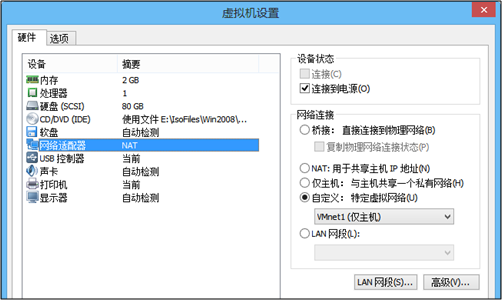 虚拟机设置
硬件 选项
设备 摘要
内存 2 GB
处理器 1
硬盘 (SCSI) 80 GB
CD/DVD (IDE) 使用文件 E:\IsoFiles\Win2008/...
软盘 自动检测
网络适配器 NAT
USB 控制器 当前
声卡 自动检测
打印机 当前
显示器 自动检测
设备状态
连接(C)
连接到电源(O)
网络连接
桥接: 直接连接到物理网络(B)
复制物理网络连接状态(P)
NAT: 用于共享主机 IP 地址(N)
仅主机: 与主机共享一个私有网络(H)
自定义: 特定虚拟网络(U)
VMnet1 (仅主机)
LAN 网段(L):
LAN 网段(S)... 高级(V)...